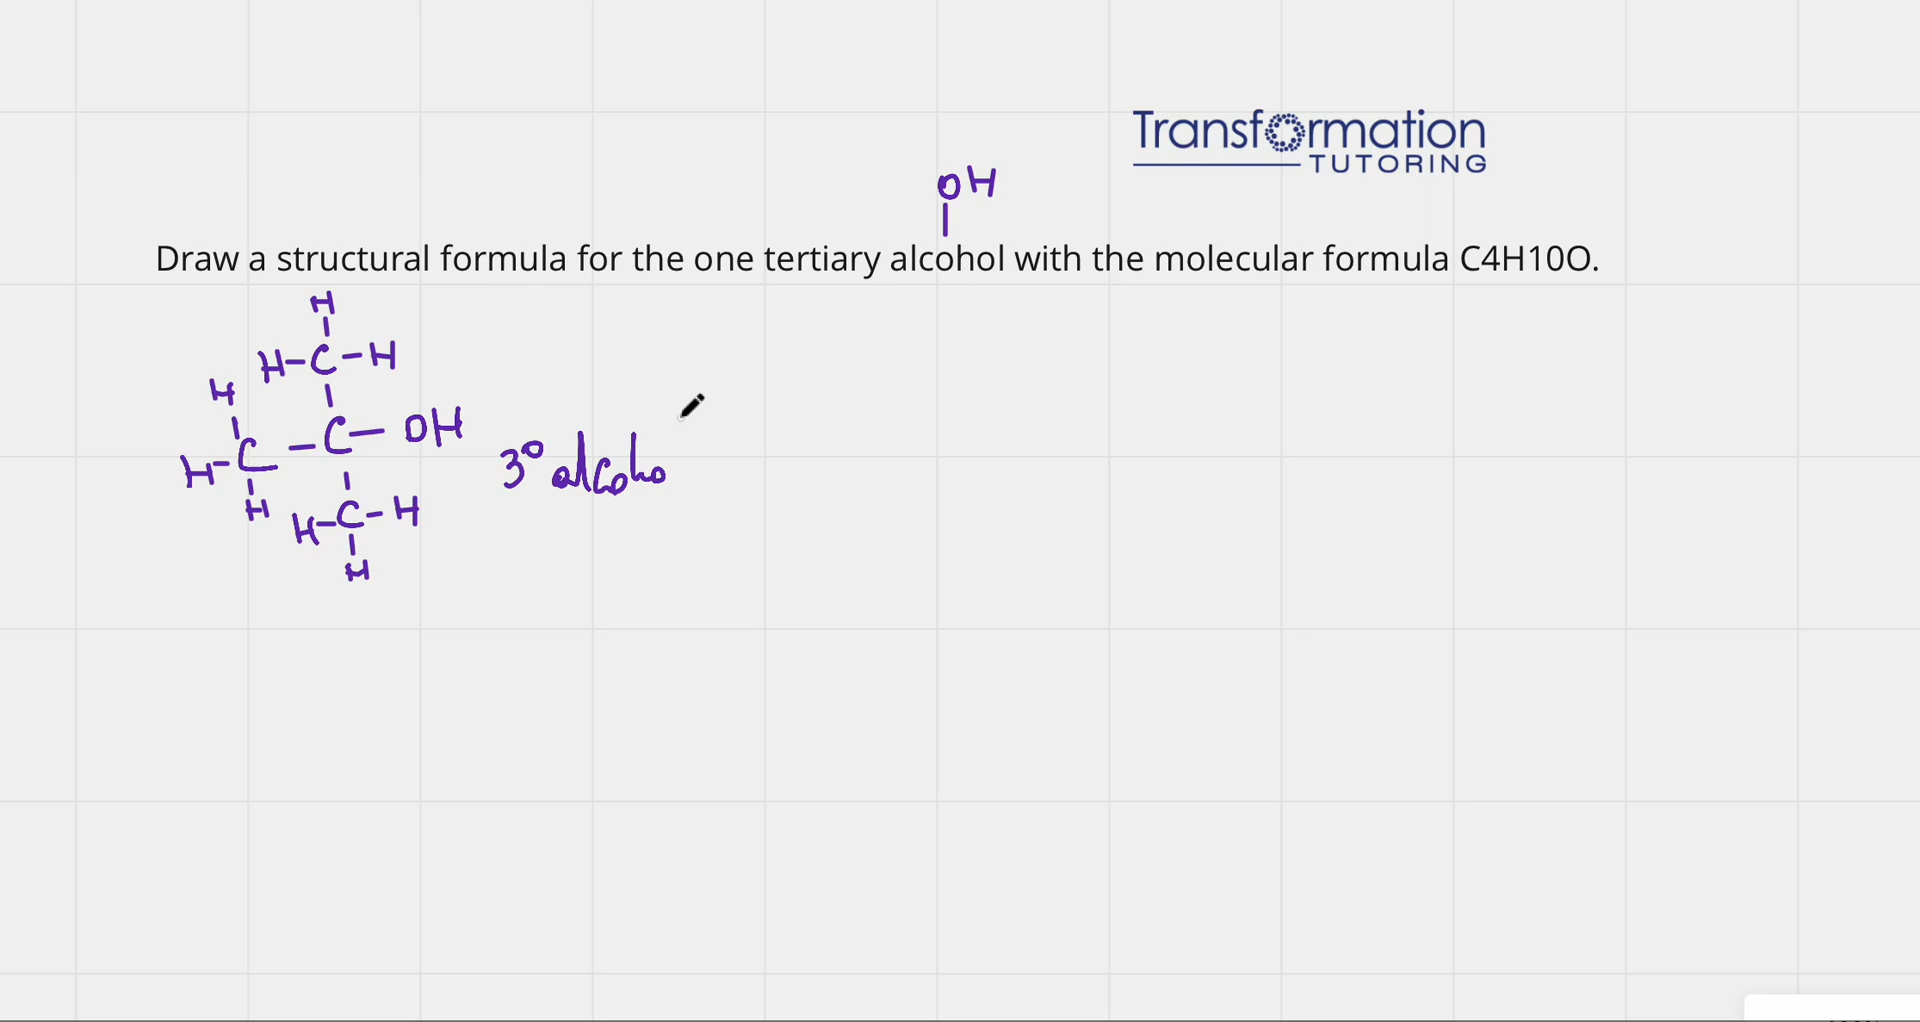 Transformation
TUTORING
OH
|
Draw a structural formula for the one tertiary alcohol with the molecular formula C4H10O.
H
|
H-C-H
H |
| C-OH
H-C- |
| H-C-H
H |
H
3° alcoho